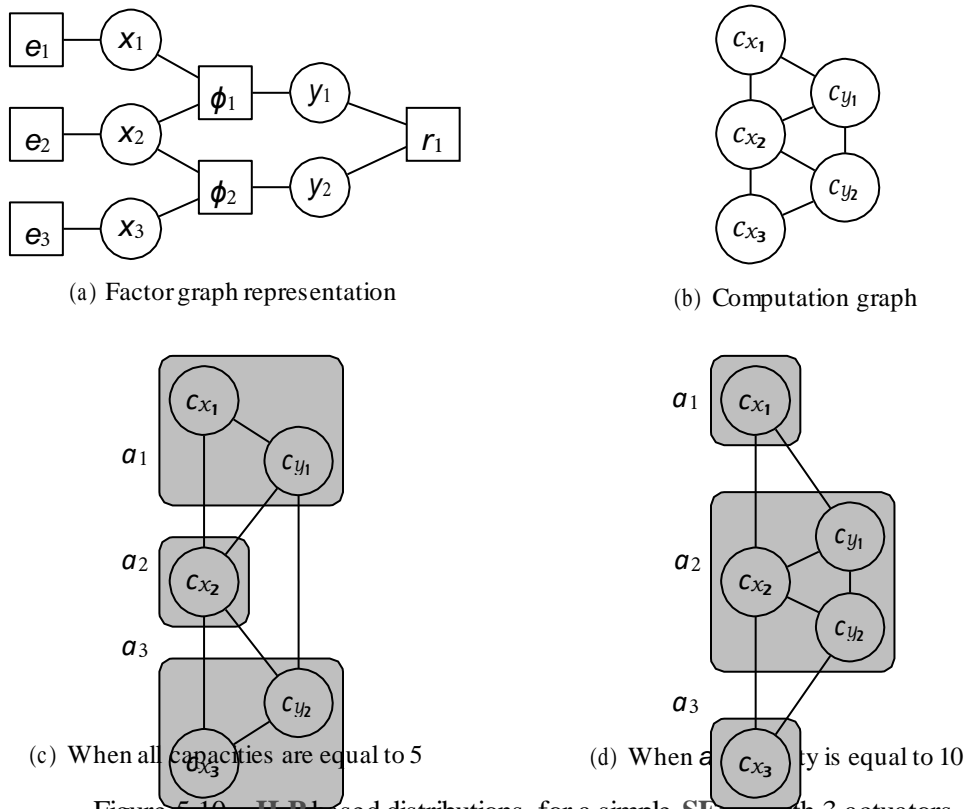 e1 x1 ϕ1 y1
e2 x2 r1
e3 x3 ϕ2 y2
(a) Factor graph representation
cx1
cy1
cx2
cy2
cx3
(b) Computation graph
a1 cx1 cy1
a2 cx2
a3 cy2 cx3
(c) When all capacities are equal to 5
a1 cx1
a2 cy1 cx2 cy2
a3 cx3
(d) When is equal to 10
Figure 5.10 based distributions for a simple with 3 actuators